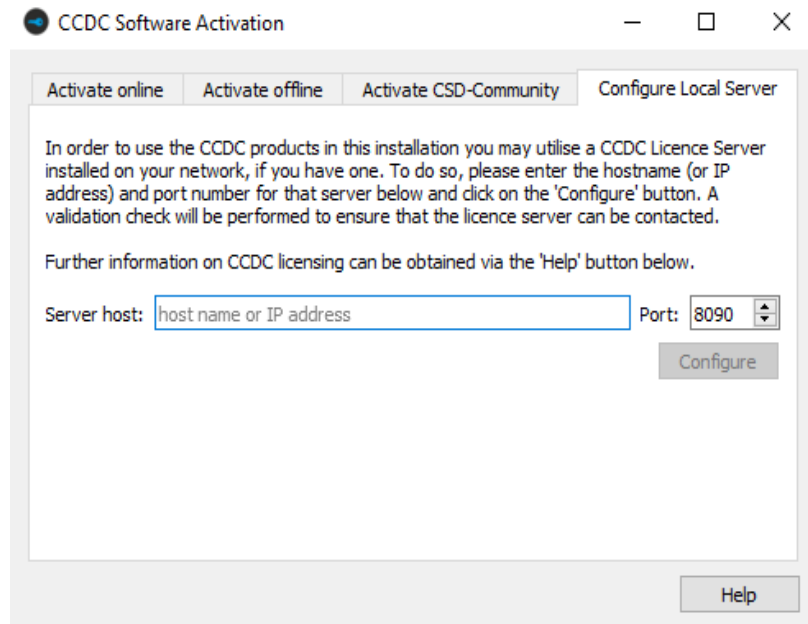 CCDC Software Activation
Activate online
Activate offline
Activate CSD-Community
Configure Local Server
In order to use the CCDC products in this installation you may utilise a CCDC Licence Server
installed on your network, if you have one. To do so, please enter the hostname (or IP
address) and port number for that server below and click on the 'Configure' button. A
validation check will be performed to ensure that the licence server can be contacted.
Further information on CCDC licensing can be obtained via the 'Help' button below.
Server host: host name or IP address Port: 8090
Configure
Help